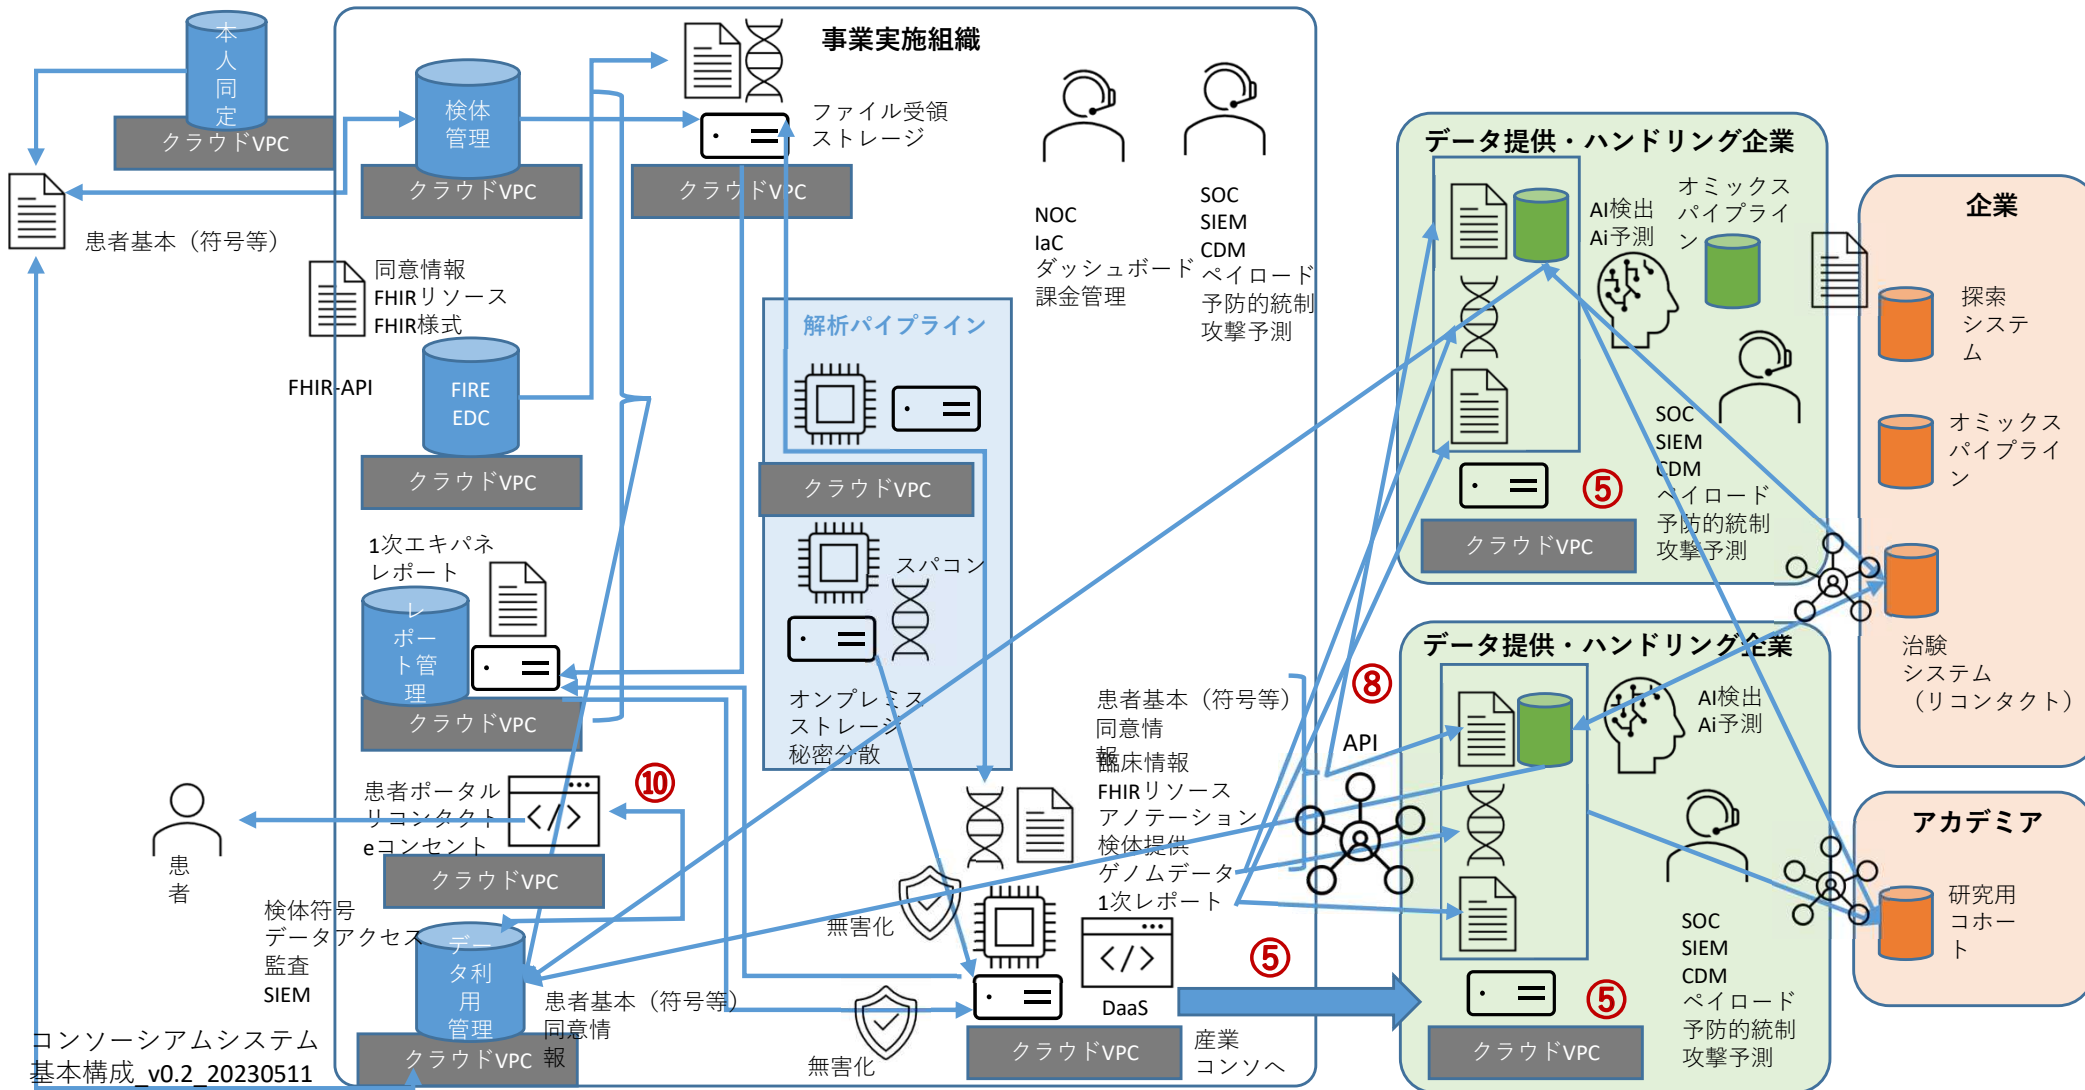 本
人
同
定
クラウドVPC
患者基本（符号等）
事業実施組織
検体
管理
クラウドVPC
ファイル受領
ストレージ
クラウドVPC
NOC
IaC
ダッシュボード
課金管理
SOC
SIEM
CDM
ペイロード
予防的統制
攻撃予測
同意情報
FHIRリソース
FHIR様式
FHIR-API
FIRE
EDC
クラウドVPC
解析パイプライン
クラウドVPC
スパコン
オンプレミス
ストレージ
秘密分散
1次エキパネ
レポート
レ
ポー
ト管
理
クラウドVPC
患者ポータル
リコンタクト
eコンセント
⑩
クラウドVPC
患
者
検体符号
データアクセス
監査
SIEM
デー
タ利
用
管理
クラウドVPC
患者基本（符号等）
同意情
報
無害化
無害化
DaaS
クラウドVPC
産業
コンソへ
⑤
患者基本（符号等）
同意情
報
臨床情報
FHIRリソース
アノテーション
検体提供
ゲノムデータ
1次レポート
⑧
API
データ提供・ハンドリング企業
AI検出
Ai予測
オミックス
パイプライ
ン
SOC
SIEM
CDM
ペイロード
予防的統制
攻撃予測
⑤
クラウドVPC
データ提供・ハンドリング企業
AI検出
Ai予測
SOC
SIEM
CDM
ペイロード
予防的統制
攻撃予測
⑤
クラウドVPC
企業
探索
システ
ム
オミックス
パイプライ
ン
治験
システム
（リコンタクト）
アカデミア
研究用
コホー
ト
コンソーシアムシステム
基本構成_v0.2_20230511